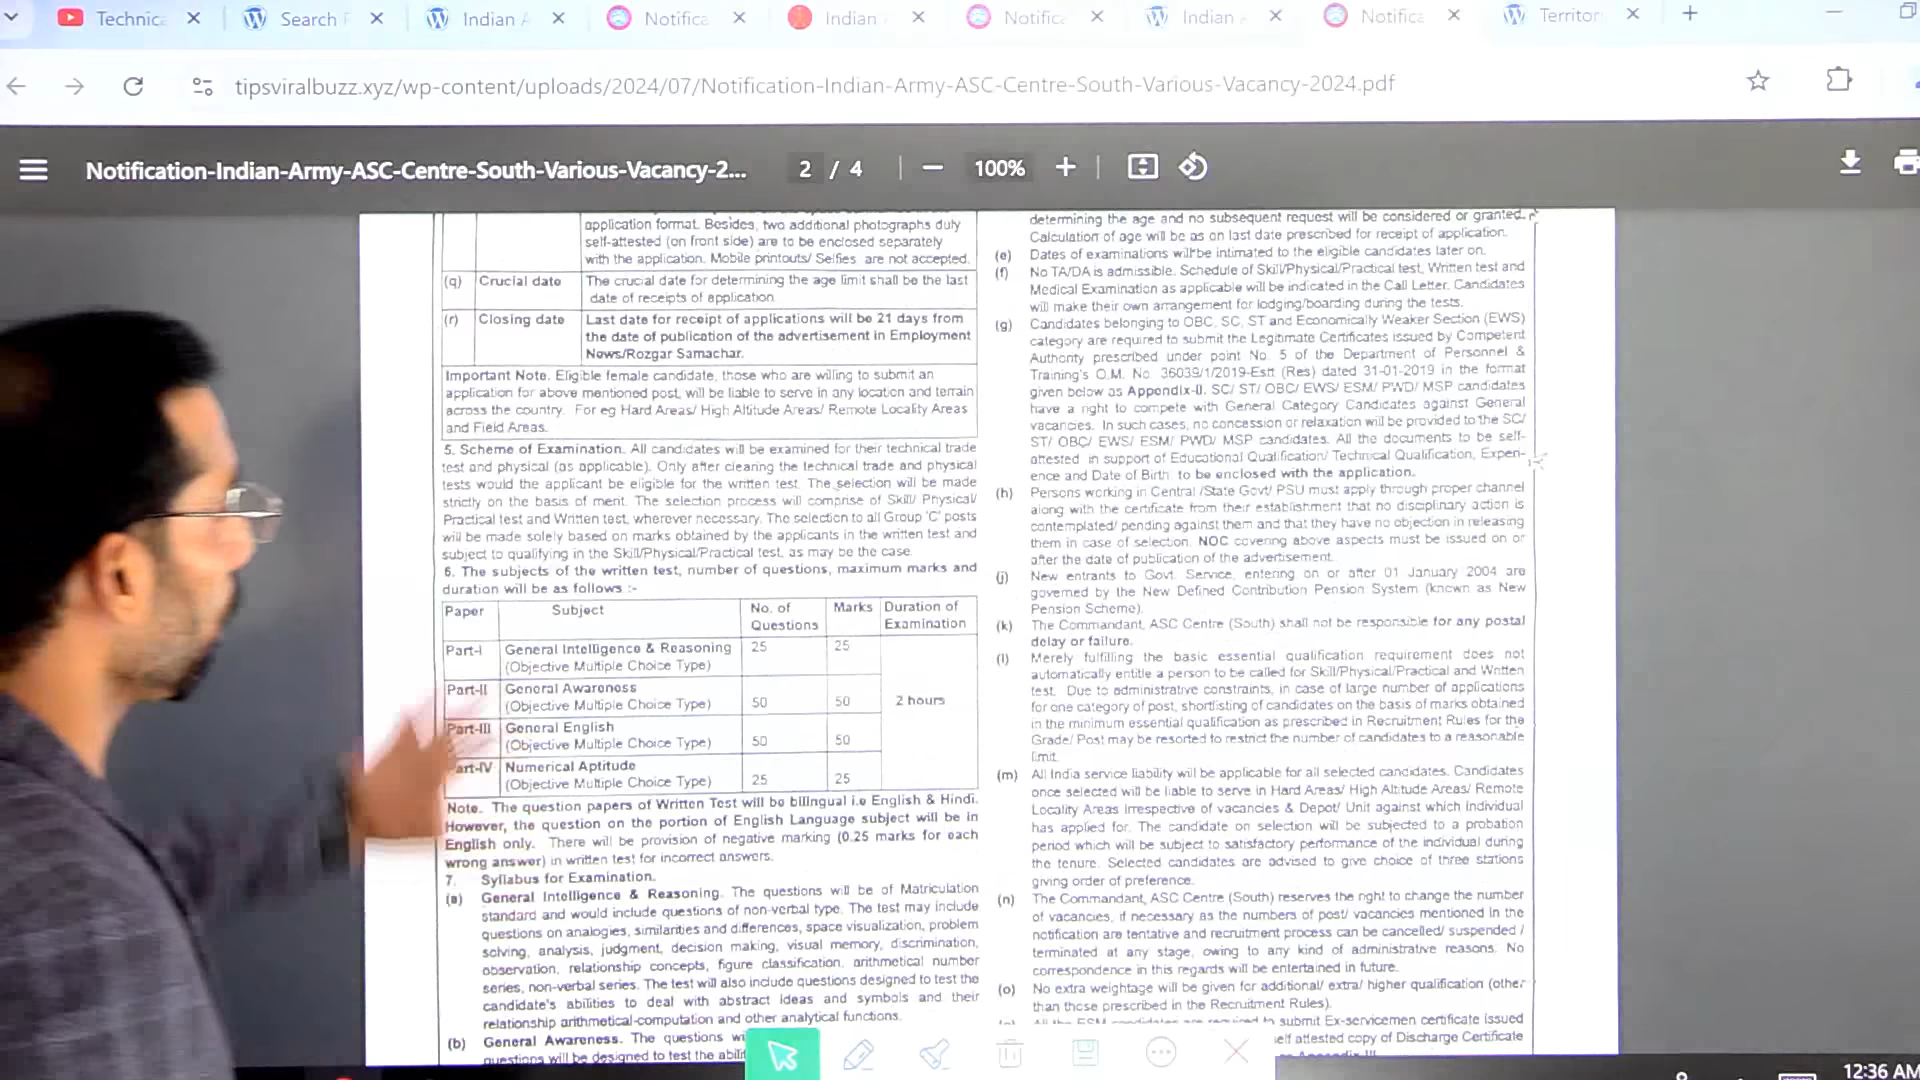 Technica
Search F
Indian A
Notifica
Indian
Notifica
Indian
Notifica
Territor
tipsviralbuzz.xyz/wp-content/uploads/2024/07/Notification-Indian-Army-ASC-Centre-South-Various-Vacancy-2024.pdf
Notification-Indian-Army-ASC-Centre-South-Various-Vacancy-2...
2 / 4
100%
application format. Besides, two additional photographs duly
self-attested (on front side) are to be enclosed separately
with the application. Mobile printouts/ Selfies are not accepted.
(q) Crucial date The crucial date for determining the age limit shall be the last
date of receipts of application
(r) Closing date Last date for receipt of applications will be 21 days from
the date of publication of the advertisement in Employment
News/Rozgar Samachar.
Important Note. Eligible female candidate, those who are willing to submit an
application for above mentioned post, will be liable to serve in any location and terrain
across the country. For eg Hard Areas/ High Altitude Areas/ Remote Locality Areas
and Field Areas.
5. Scheme of Examination. All candidates will be examined for their technical trade
test and physical (as applicable). Only after clearing the technical trade and physical
tests would the applicant be eligible for the written test. The selection will be made
strictly on the basis of merit. The selection process will comprise of Skill/ Physical/
Practical test and Written test, wherever necessary. The selection to all Group 'C' posts
will be made solely based on marks obtained by the applicants in the written test and
subject to qualifying in the Skill/Physical/Practical test, as may be the case.
6. The subjects of the written test, number of questions, maximum marks and
duration will be as follows :-
Paper Subject No. of Questions Marks Duration of Examination
Part-I General Intelligence & Reasoning 25 25
(Objective Multiple Choice Type)
Part-II General Awareness
(Objective Multiple Choice Type) 50 50 2 hours
Part-III General English
(Objective Multiple Choice Type) 50 50
art-IV Numerical Aptitude
(Objective Multiple Choice Type) 25 25
Note. The question papers of Written Test will be bilingual i.e English & Hindi.
However, the question on the portion of English Language subject will be in
English only. There will be provision of negative marking (0.25 marks for each
wrong answer) in written test for incorrect answers.
7. Syllabus for Examination.
(a) General Intelligence & Reasoning. The questions will be of Matriculation
standard and would include questions of non-verbal type. The test may include
questions on analogies, similarities and differences, space visualization, problem
solving, analysis, judgment, decision making, visual memory, discrimination,
observation, relationship concepts, figure classification, arithmetical number
series, non-verbal series. The test will also include questions designed to test the
candidate's abilities to deal with abstract ideas and symbols and their
relationship arithmetical-computation and other analytical functions.
(b) General Awareness. The questions wi
questions will be designed to test the abili
determining the age and no subsequent request will be considered or granted.
Calculation of age will be as on last date prescribed for receipt of application.
(e) Dates of examinations will be intimated to the eligible candidates later on.
(f) No TA/DA is admissible. Schedule of Skill/Physical/Practical test, Written test and
Medical Examination as applicable will be indicated in the Call Letter. Candidates
will make their own arrangement for lodging/boarding during the tests.
(g) Candidates belonging to OBC, SC, ST and Economically Weaker Section (EWS)
category are required to submit the Legitimate Certificates issued by Competent
Authority prescribed under point No. 5 of the Department of Personnel &
Training's O.M. No. 36039/1/2019-Estt (Res) dated 31-01-2019 in the format
given below as Appendix-II. SC/ ST/ OBC/ EWS/ ESM/ PWD/ MSP candidates
have a right to compete with General Category Candidates against General
vacancies. In such cases, no concession or relaxation will be provided to the SC/
ST/ OBC/ EWS/ ESM/ PWD/ MSP candidates. All the documents to be self-
attested in support of Educational Qualification/ Technical Qualification, Experi-
ence and Date of Birth to be enclosed with the application.
(h) Persons working in Central /State Govt/ PSU must apply through proper channel
along with the certificate from their establishment that no disciplinary action is
contemplated/ pending against them and that they have no objection in releasing
them in case of selection. NOC covering above aspects must be issued on or
after the date of publication of the advertisement.
(j) New entrants to Govt. Service, entering on or after 01 January 2004 are
governed by the New Defined Contribution Pension System (known as New
Pension Scheme).
(k) The Commandant, ASC Centre (South) shall not be responsible for any postal
delay or failure.
(l) Merely fulfilling the basic essential qualification requirement does not
automatically entitle a person to be called for Skill/Physical/Practical and Written
test. Due to administrative constraints, in case of large number of applications
for one category of post, shortlisting of candidates on the basis of marks obtained
in the minimum essential qualification as prescribed in Recruitment Rules for the
Grade/ Post may be resorted to restrict the number of candidates to a reasonable
limit.
(m) All India service liability will be applicable for all selected candidates. Candidates
once selected will be liable to serve in Hard Areas/ High Altitude Areas/ Remote
Locality Areas irrespective of vacancies & Depot/ Unit against which individual
has applied for. The candidate on selection will be subjected to a probation
period which will be subject to satisfactory performance of the individual during
the tenure. Selected candidates are advised to give choice of three stations
giving order of preference.
(n) The Commandant, ASC Centre (South) reserves the right to change the number
of vacancies, if necessary as the numbers of post/ vacancies mentioned in the
notification are tentative and recruitment process can be cancelled/ suspended /
terminated at any stage, owing to any kind of administrative reasons. No
correspondence in this regards will be entertained in future.
(o) No extra weightage will be given for additional/ extra/ higher qualification (other
than those prescribed in the Recruitment Rules).
All the ESM candidates are required to submit Ex-servicemen certificate issued
elf attested copy of Discharge Certificate
12:36 AM